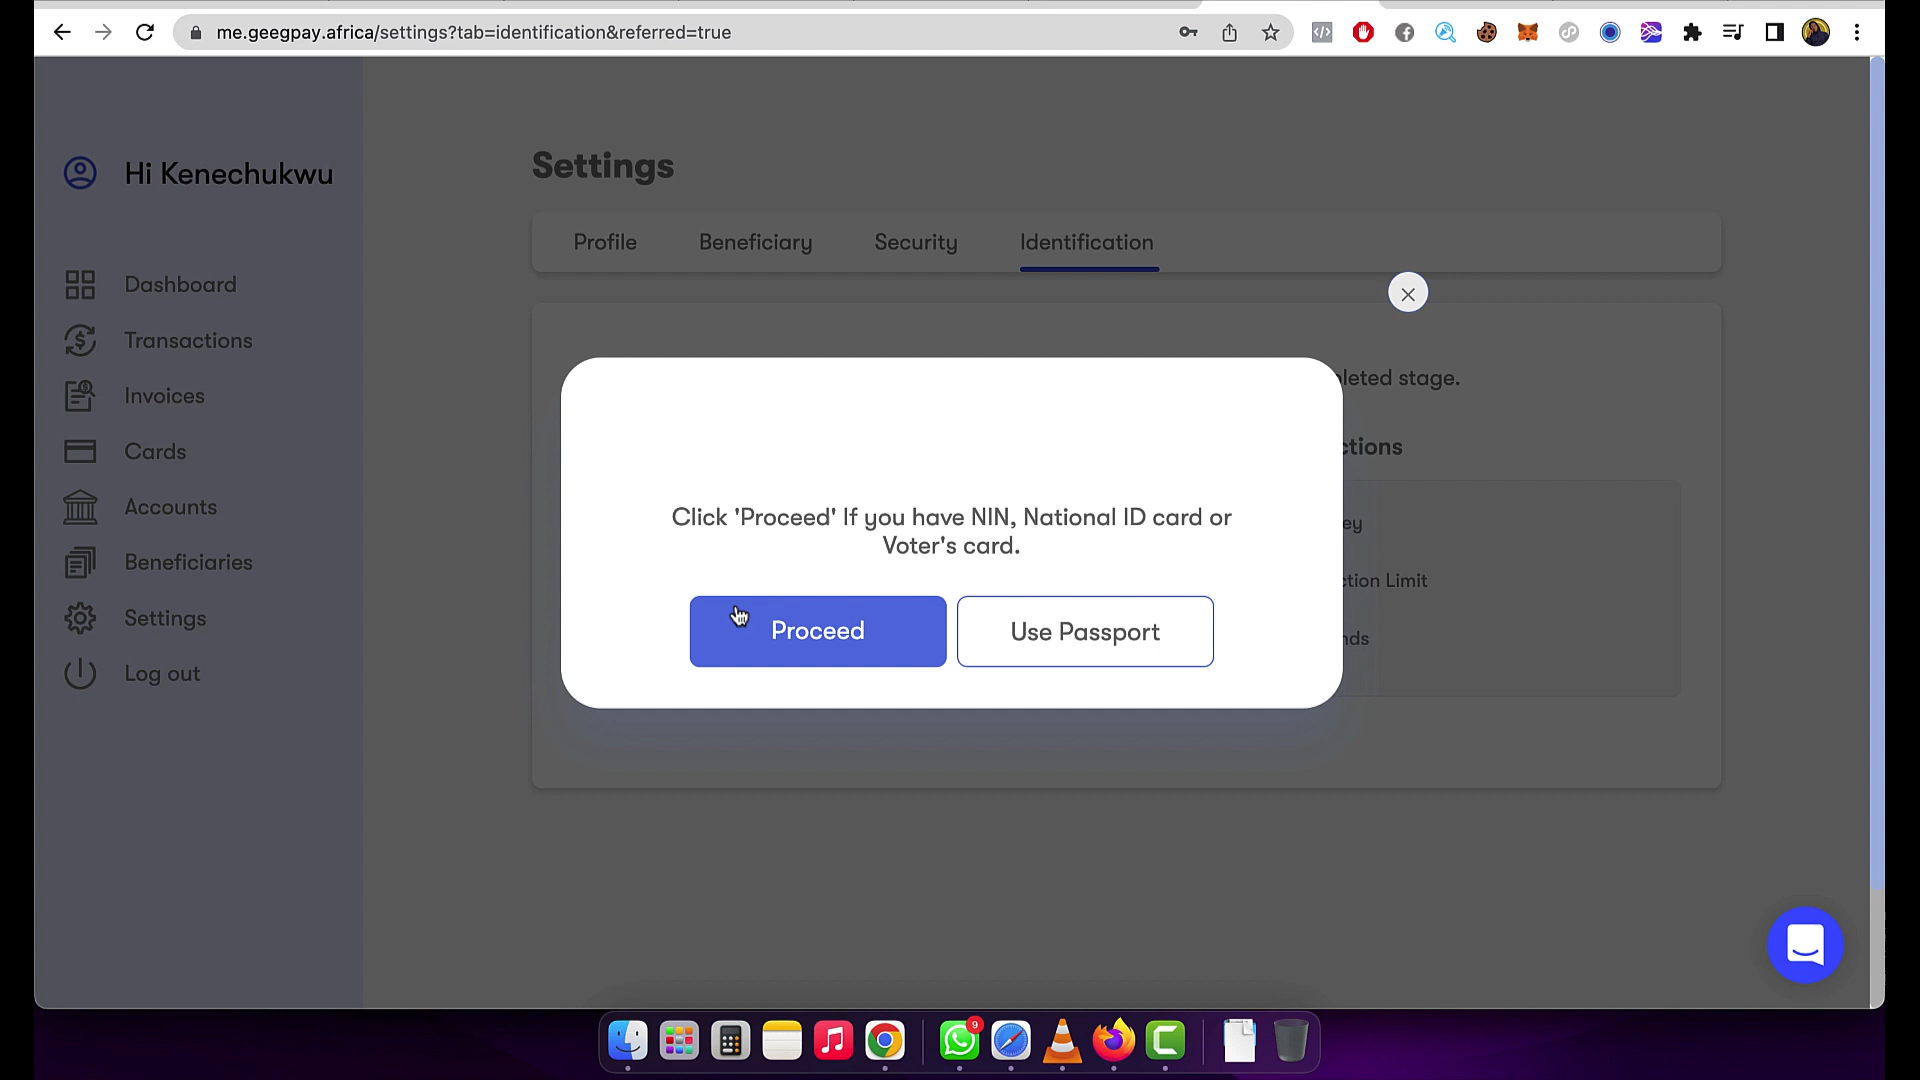 me.geegpay.africa/settings?tab=identification&referred=true
Hi Kenechukwu
Dashboard
Transactions
Invoices
Cards
Accounts
Beneficiaries
Settings
Log out
Settings
Profile
Beneficiary
Security
Identification
pleted stage.
ctions
ey
ction Limit
nds
Click 'Proceed' If you have NIN, National ID card or
Voter's card.
Proceed
Use Passport
9